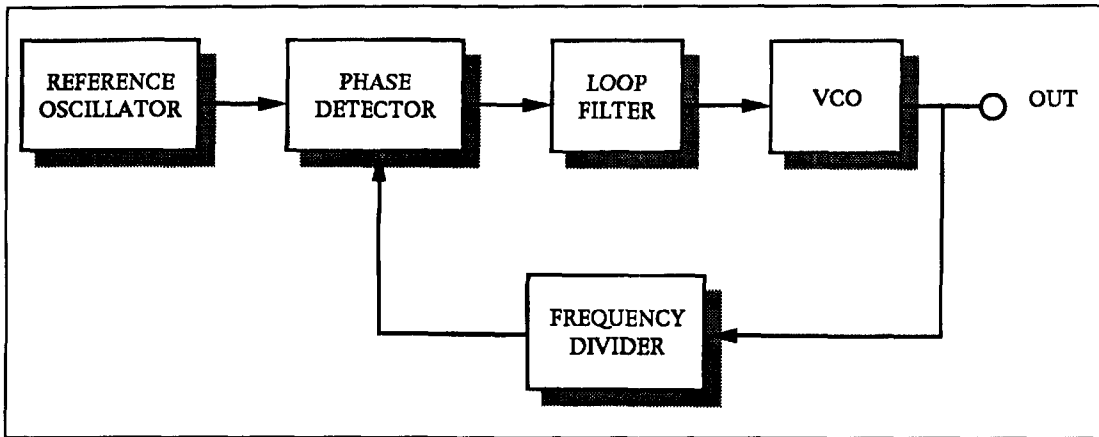 REFERENCE
OSCILLATOR
PHASE
DETECTOR
LOOP
FILTER
VCO
OUT
FREQUENCY
DIVIDER